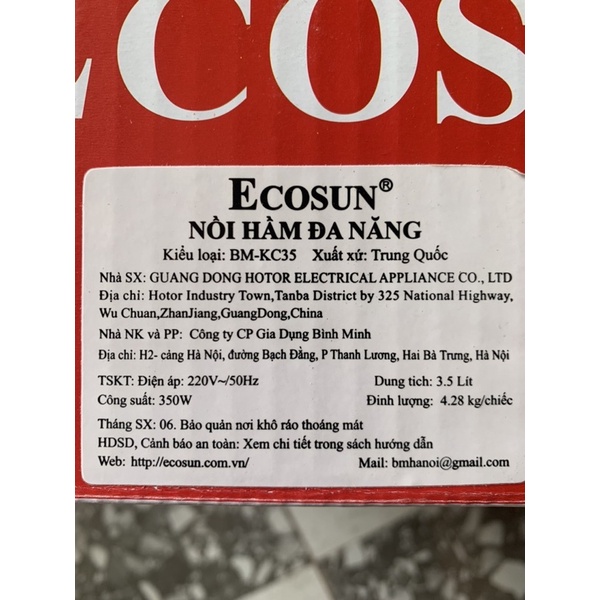 ECOS
ECOSUN®
NỒI HẦM ĐA NĂNG
Kiểu loại: BM-KC35 Xuất xứ: Trung Quốc
Nhà SX: GUANG DONG HOTOR ELECTRICAL APPLIANCE CO., LTD
Địa chỉ: Hotor Industry Town,Tanba District by 325 National Highway,
Wu Chuan,ZhanJiang,GuangDong,China
Nhà NK và PP: Công ty CP Gia Dụng Bình Minh
Địa chỉ: H2- cảng Hà Nội, đường Bạch Đằng, P Thanh Lương, Hai Bà Trưng, Hà Nội
TSKT: Điện áp: 220V~/50Hz Dung tich: 3.5 Lít
Công suất: 350W Đinh lượng: 4.28 kg/chiếc
Tháng SX: 06. Bảo quản nơi khô ráo thoáng mát
HDSD, Cảnh báo an toàn: Xem chi tiết trong sách hướng dẫn
Web: http://ecosun.com.vn/ Mail: bmhanoi@gmail.com